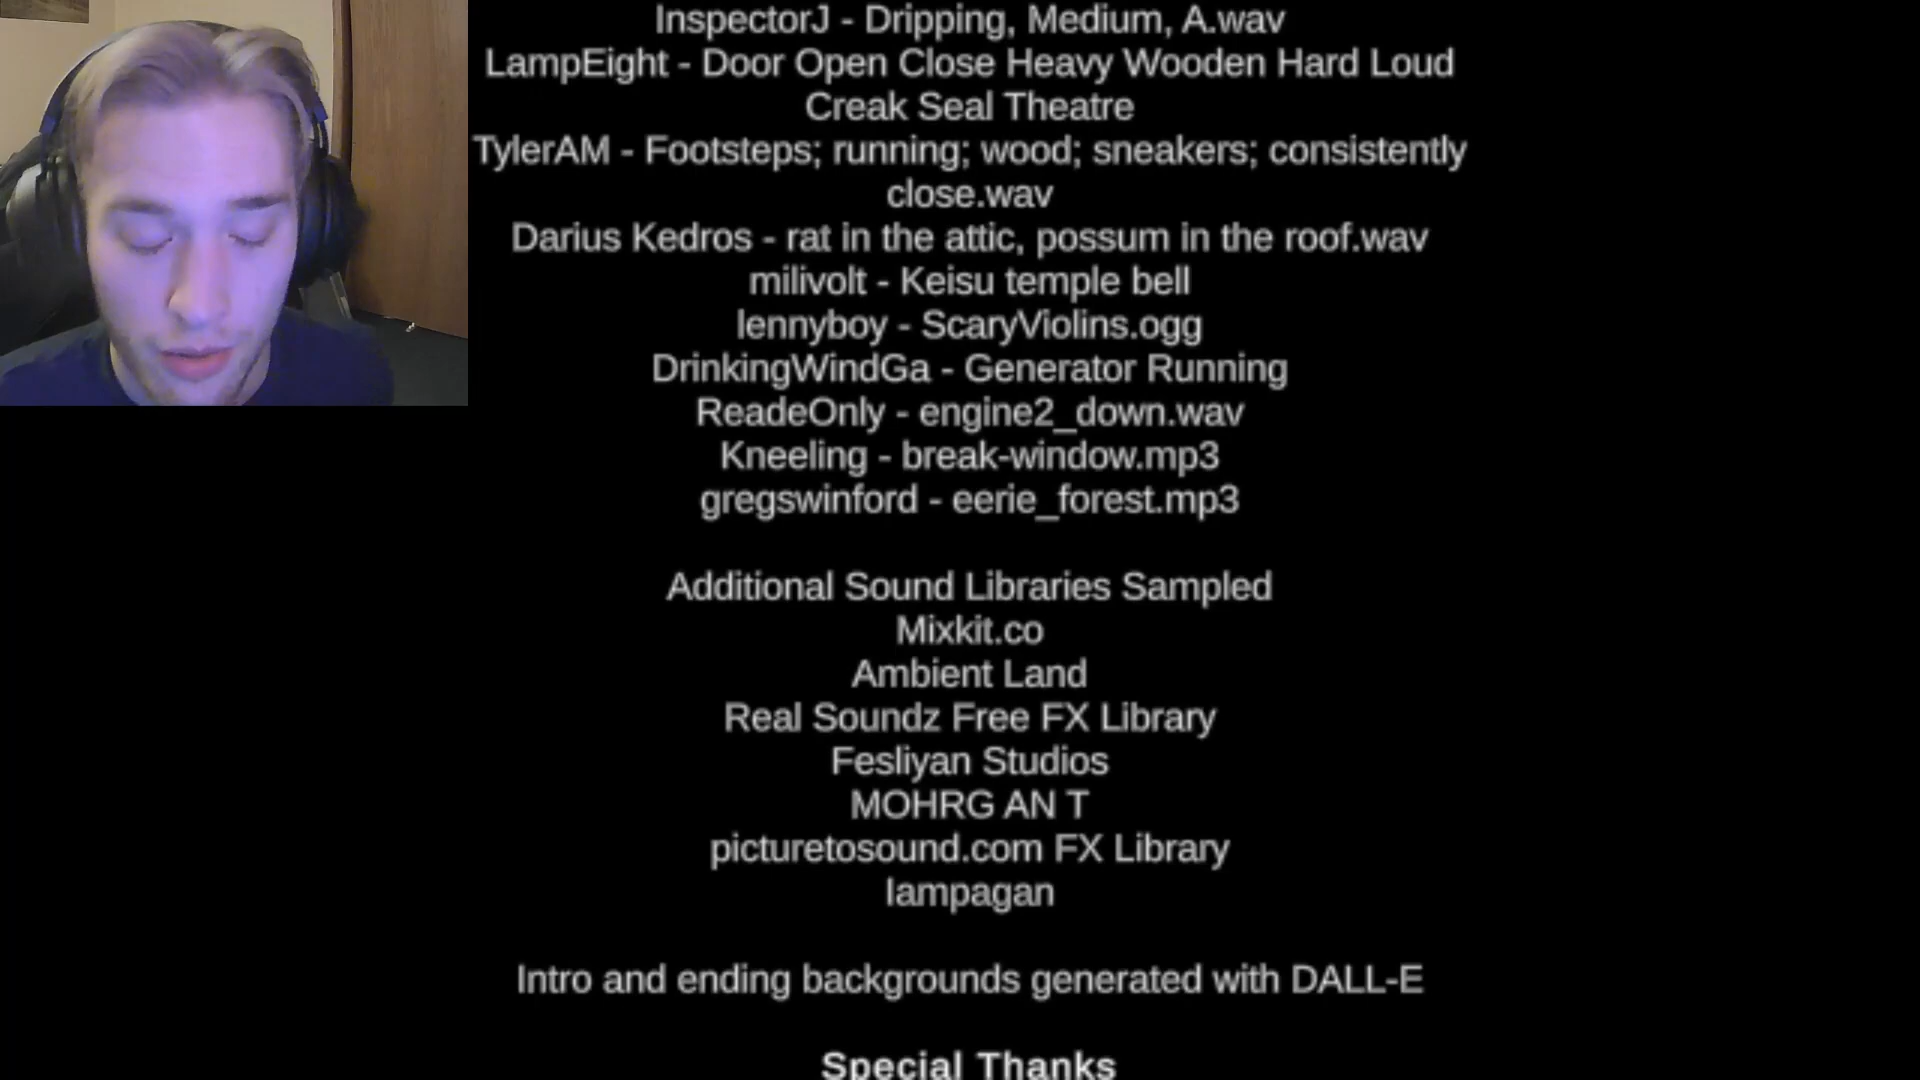 InspectorJ - Dripping, Medium, A.wav
LampEight - Door Open Close Heavy Wooden Hard Loud
Creak Seal Theatre
TylerAM - Footsteps; running; wood; sneakers; consistently
close.wav
Darius Kedros - rat in the attic, possum in the roof.wav
milivolt - Keisu temple bell
lennyboy - ScaryViolins.ogg
DrinkingWindGa - Generator Running
ReadeOnly - engine2_down.wav
Kneeling - break-window.mp3
gregswinford - eerie_forest.mp3
Additional Sound Libraries Sampled
Mixkit.co
Ambient Land
Real Soundz Free FX Library
Fesliyan Studios
MOHRG AN T
picturetosound.com FX Library
lampagan
Intro and ending backgrounds generated with DALL-E
Special Thanks